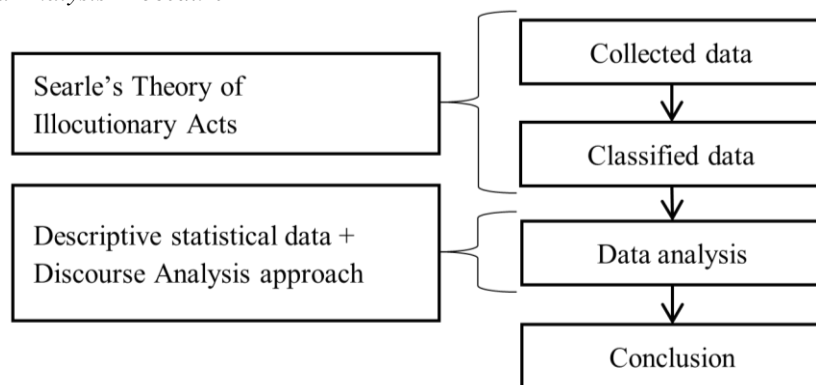 Collected data
Searle's Theory of
Illocutionary Acts
Classified data
Descriptive statistical data +
Discourse Analysis approach
Data analysis
Conclusion